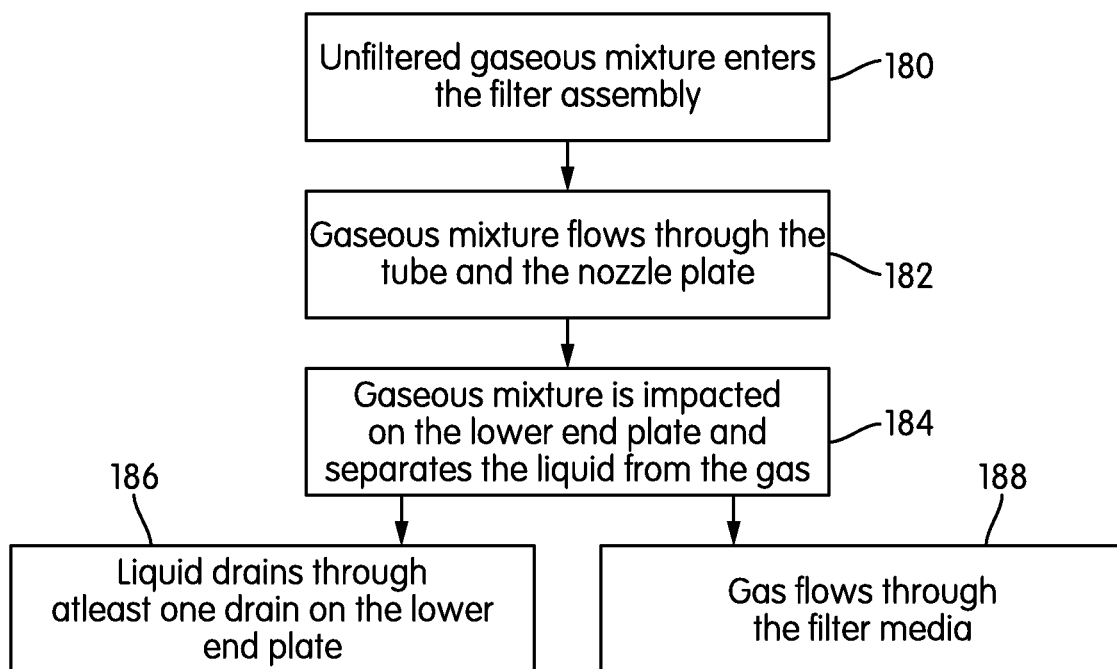 Unfiltered gaseous mixture enters
the filter assembly
180
Gaseous mixture flows through the
tube and the nozzle plate
182
Gaseous mixture is impacted
on the lower end plate and
separates the liquid from the gas
184
186
Liquid drains through
atleast one drain on the lower
end plate
188
Gas flows through
the filter media